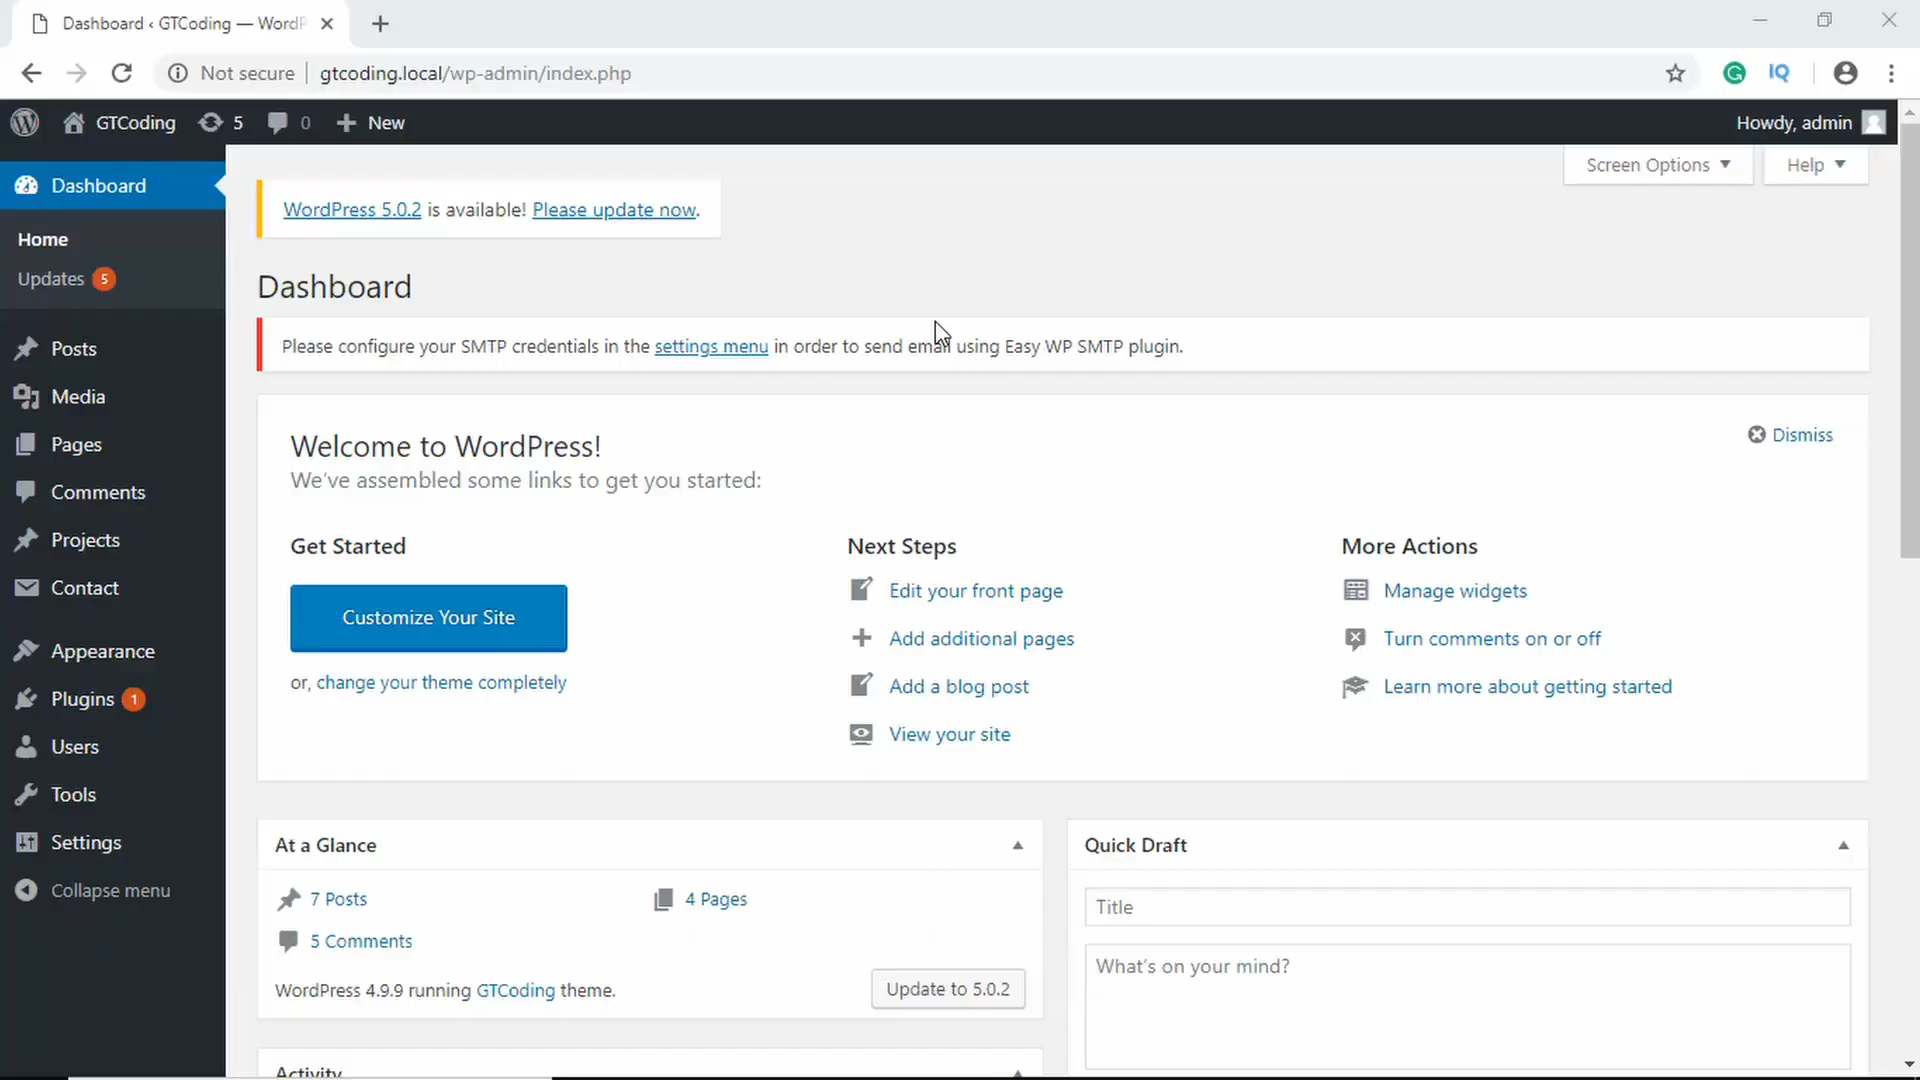 Dashboard ‹ GTCoding — WordP
Not secure
gtcoding.local/wp-admin/index.php
GTCoding
5
0
New
Howdy, admin
Screen Options
Help
Dashboard
Home
Updates 5
Posts
Media
Pages
Comments
Projects
Contact
Appearance
Plugins 1
Users
Tools
Settings
Collapse menu
WordPress 5.0.2 is available! Please update now.
Dashboard
Please configure your SMTP credentials in the settings menu in order to send email using Easy WP SMTP plugin.
Welcome to WordPress!
We've assembled some links to get you started:
Dismiss
Get Started
Customize Your Site
or, change your theme completely
Next Steps
Edit your front page
Add additional pages
Add a blog post
View your site
More Actions
Manage widgets
Turn comments on or off
Learn more about getting started
At a Glance
7 Posts
4 Pages
5 Comments
WordPress 4.9.9 running GTCoding theme.
Update to 5.0.2
Activity
Quick Draft
Title
What's on your mind?